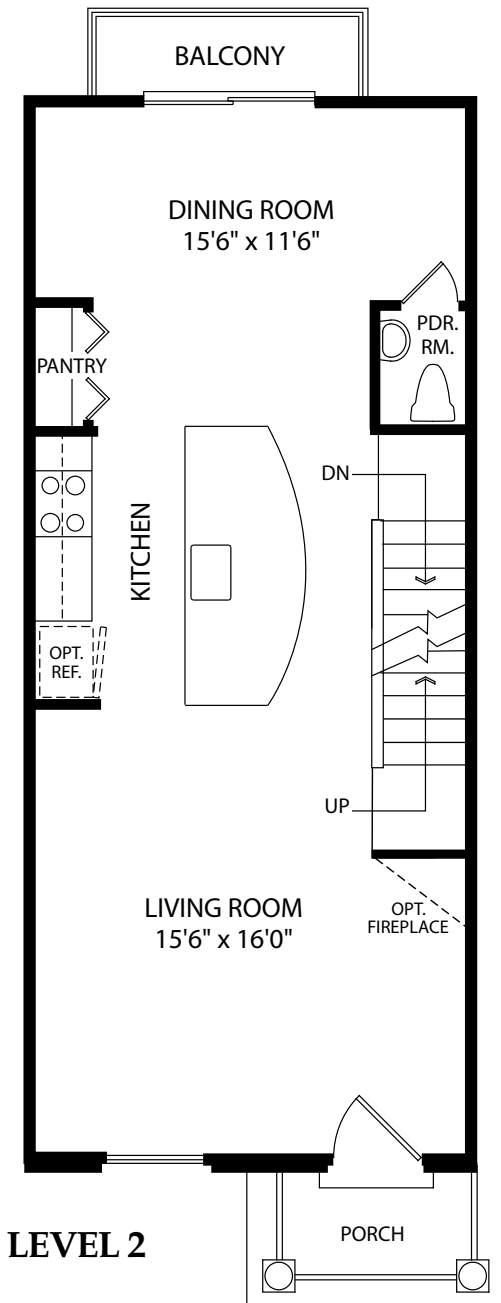 BALCONY
DINING ROOM
15'6" x 11'6"
PDR.
RM.
PANTRY
DN
KITCHEN
OPT.
REF.
UP
LIVING ROOM
15'6" x 16'0"
OPT.
FIREPLACE
PORCH
LEVEL 2